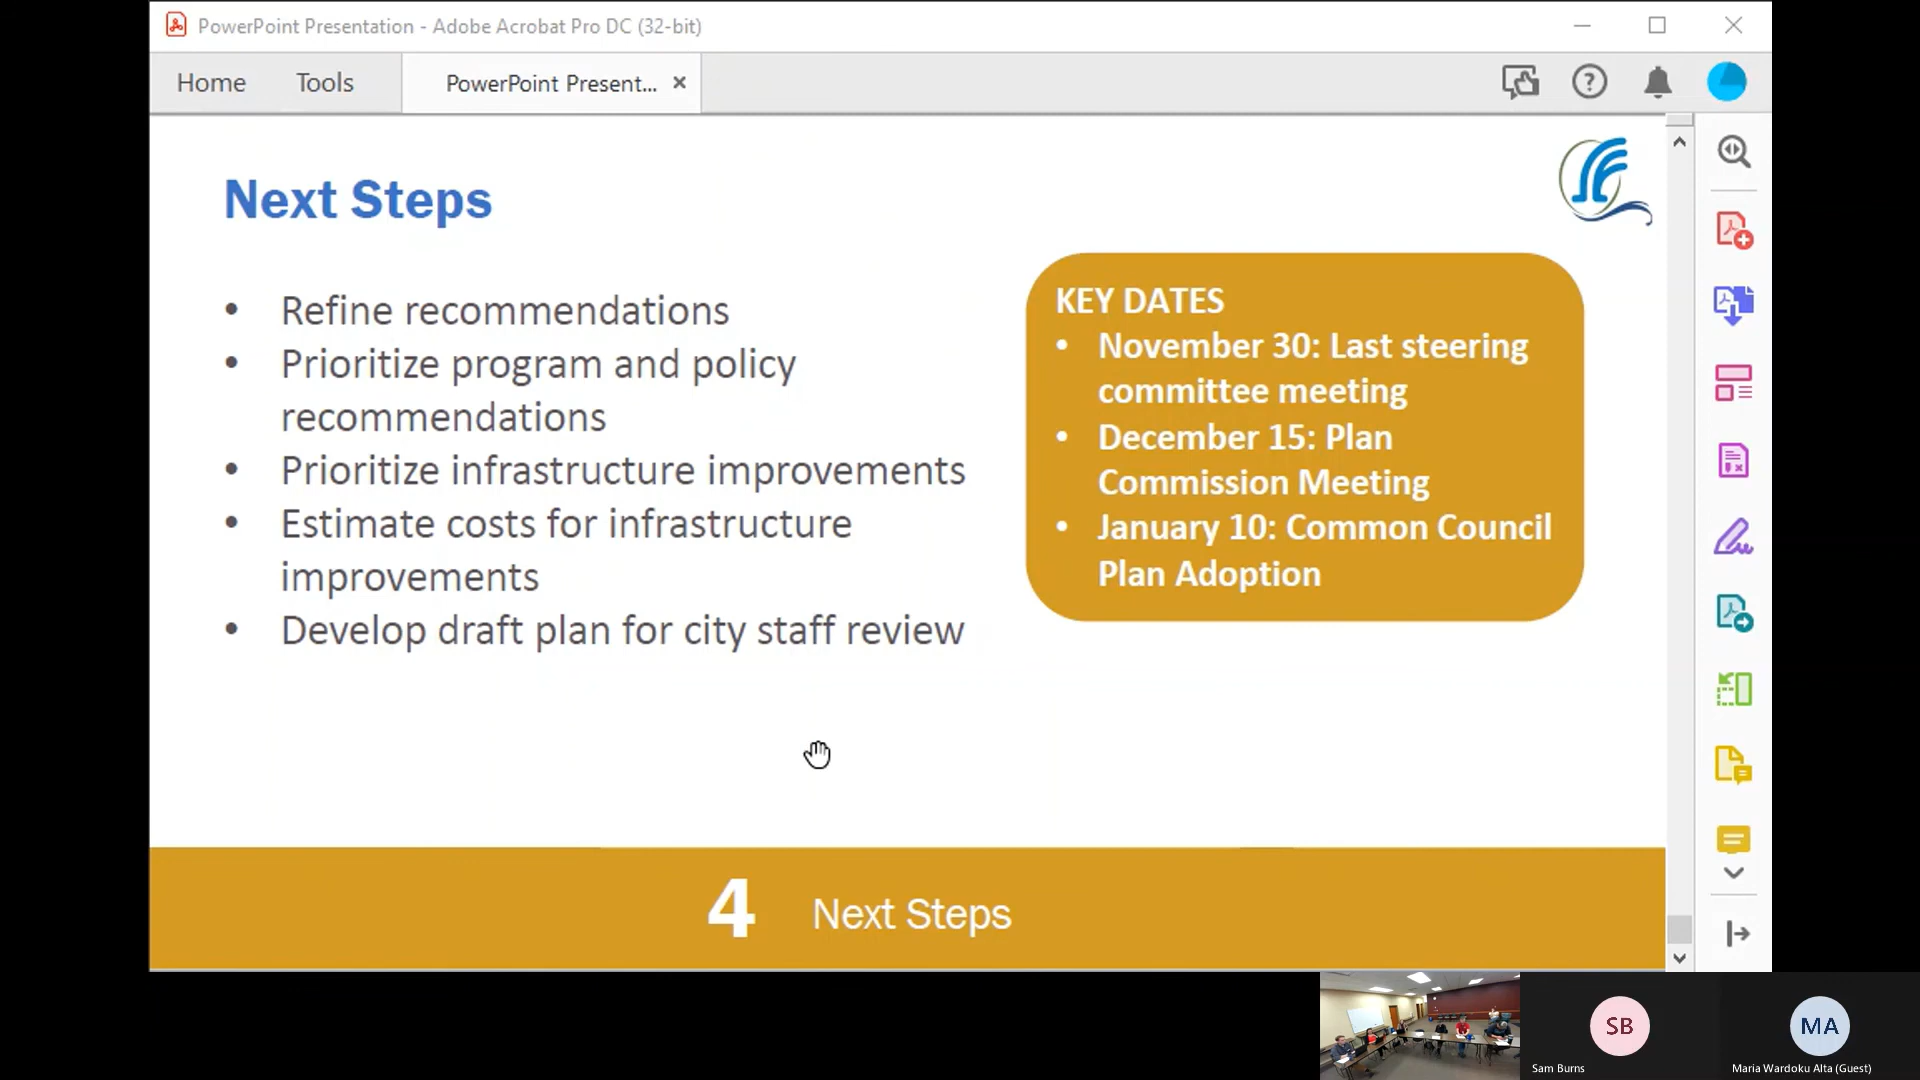 PowerPoint Presentation - Adobe Acrobat Pro DC (32-bit)
Home
Tools
PowerPoint Present...
Next Steps
• Refine recommendations
• Prioritize program and policy
recommendations
• Prioritize infrastructure improvements
• Estimate costs for infrastructure
improvements
• Develop draft plan for city staff review
KEY DATES
• November 30: Last steering
committee meeting
• December 15: Plan
Commission Meeting
• January 10: Common Council
Plan Adoption
4 Next Steps
SB
MA
Sam Burns
Maria Wardoku Alta (Guest)